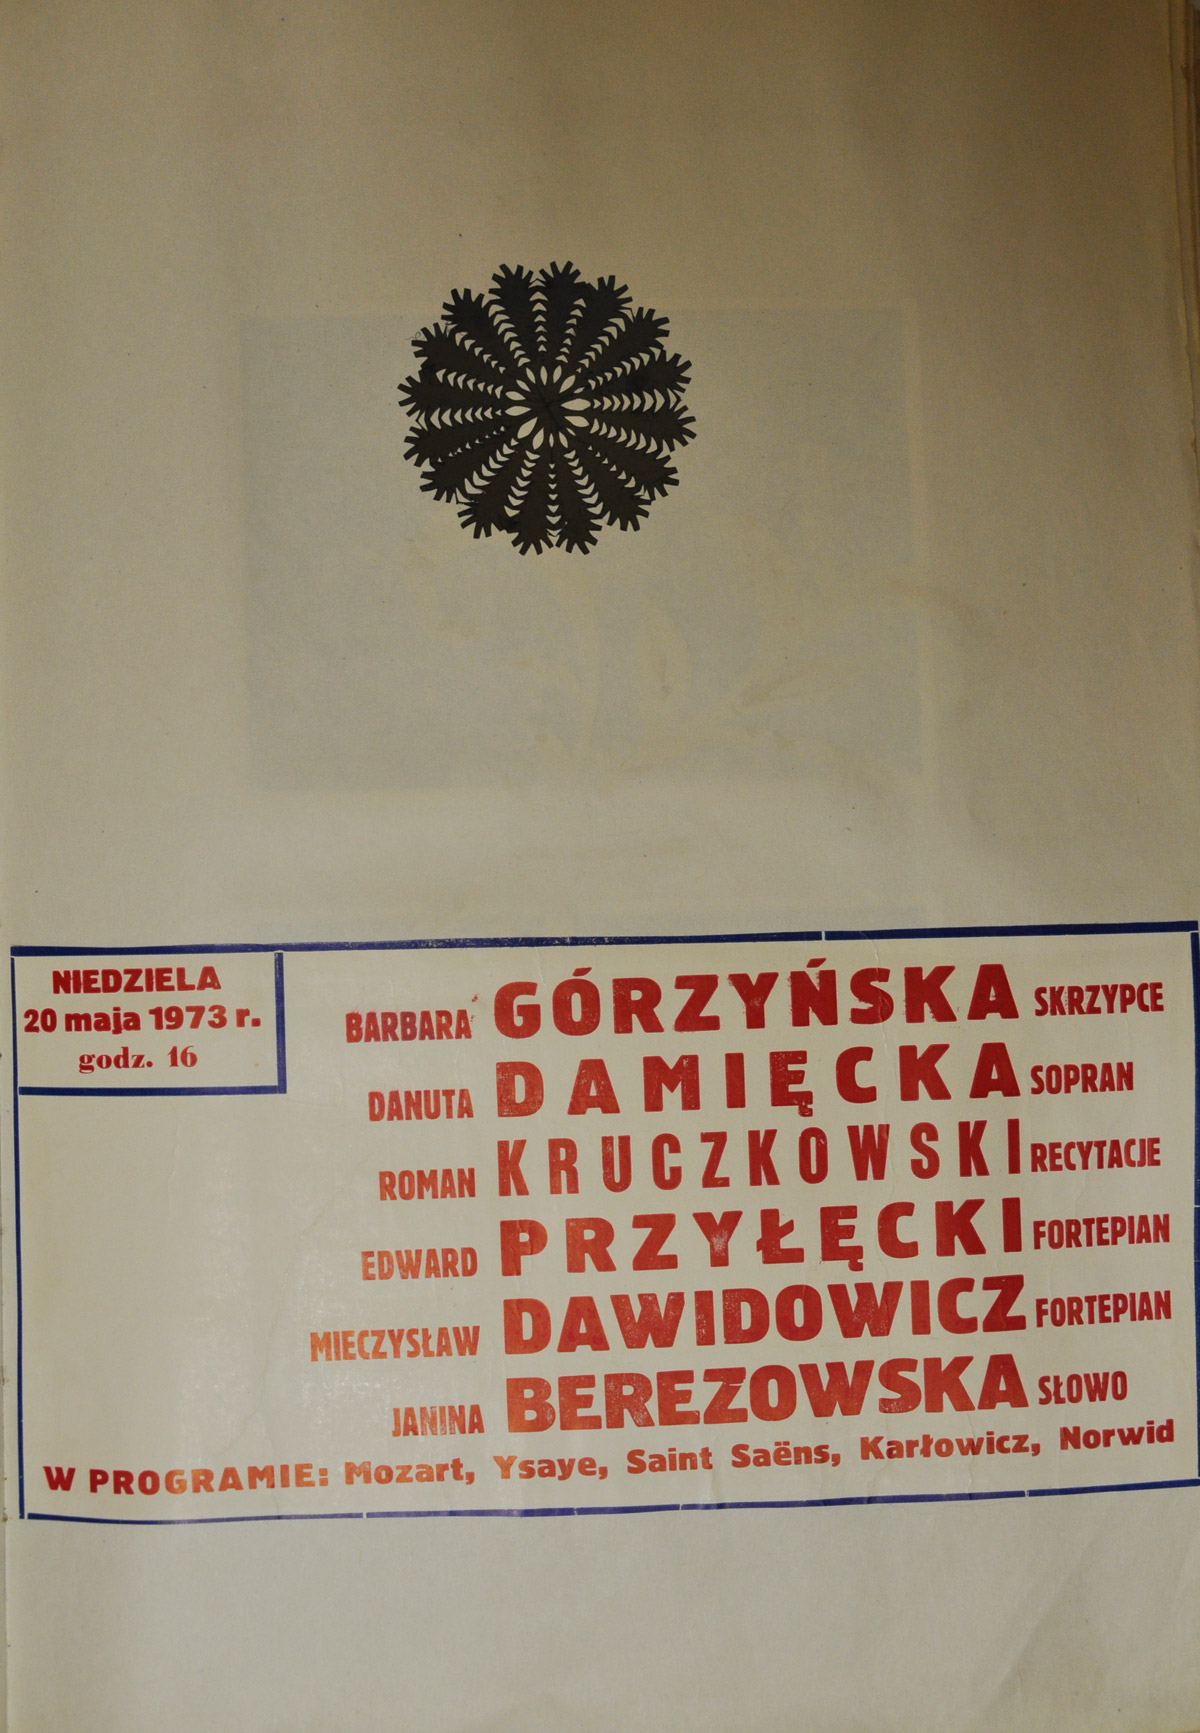 NIEDZIELA
20 maja 1973 r.
godz. 16
BARBARA GÓRZYŃSKA SKRZYPCE
DANUTA DAMIĘCKA SOPRAN
ROMAN KRUCZKOWSKI RECYTACJE
EDWARD PRZYŁĘCKI FORTEPIAN
MIECZYSŁAW DAWIDOWICZ FORTEPIAN
JANINA BEREZOWSKA SŁOWO
W PROGRAMIE: Mozart, Ysaye, Saint Saëns, Karłowicz, Norwid